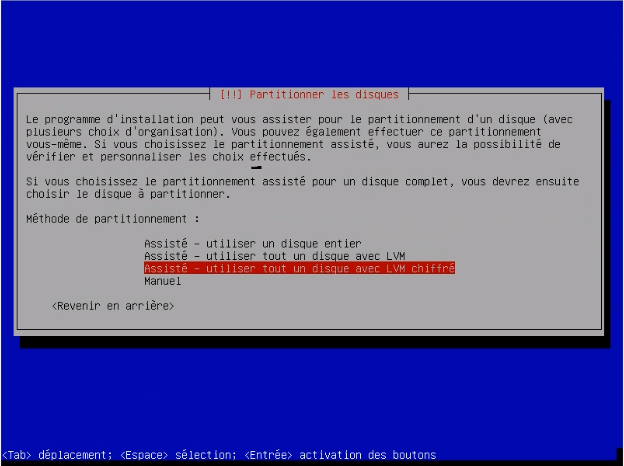 [!!] Partitionner les disques
Le programme d'installation peut vous assister pour le partitionnement d'un disque (avec
plusieurs choix d'organisation). Vous pouvez également effectuer ce partitionnement
vous-même. Si vous choisissez le partitionnement assisté, vous aurez la possibilité de
vérifier et personnaliser les choix effectués.
Si vous choisissez le partitionnement assisté pour un disque complet, vous devrez ensuite
choisir le disque à partitionner.
Méthode de partitionnement :
Assisté - utiliser un disque entier
Assisté - utiliser tout un disque avec LVM
Assisté - utiliser tout un disque avec LVM chiffré
Manuel
<Revenir en arrière>
<Tab> déplacement; <Espace> sélection; <Entrée> activation des boutons